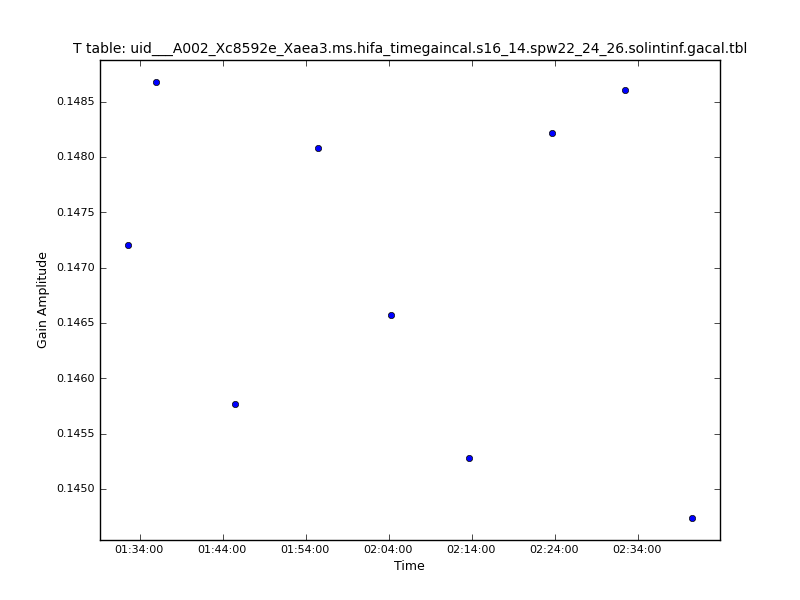 T table: uid___A002_Xc8592e_Xaea3.ms.hifa_timegaincal.s16_14.spw22_24_26.solintinf.gacal.tbl
0.1485
0.1480
0.1475
0.1470
0.1465
0.1460
0.1455
0.1450
Gain Amplitude
01:34:00 01:44:00 01:54:00 02:04:00 02:14:00 02:24:00 02:34:00
Time